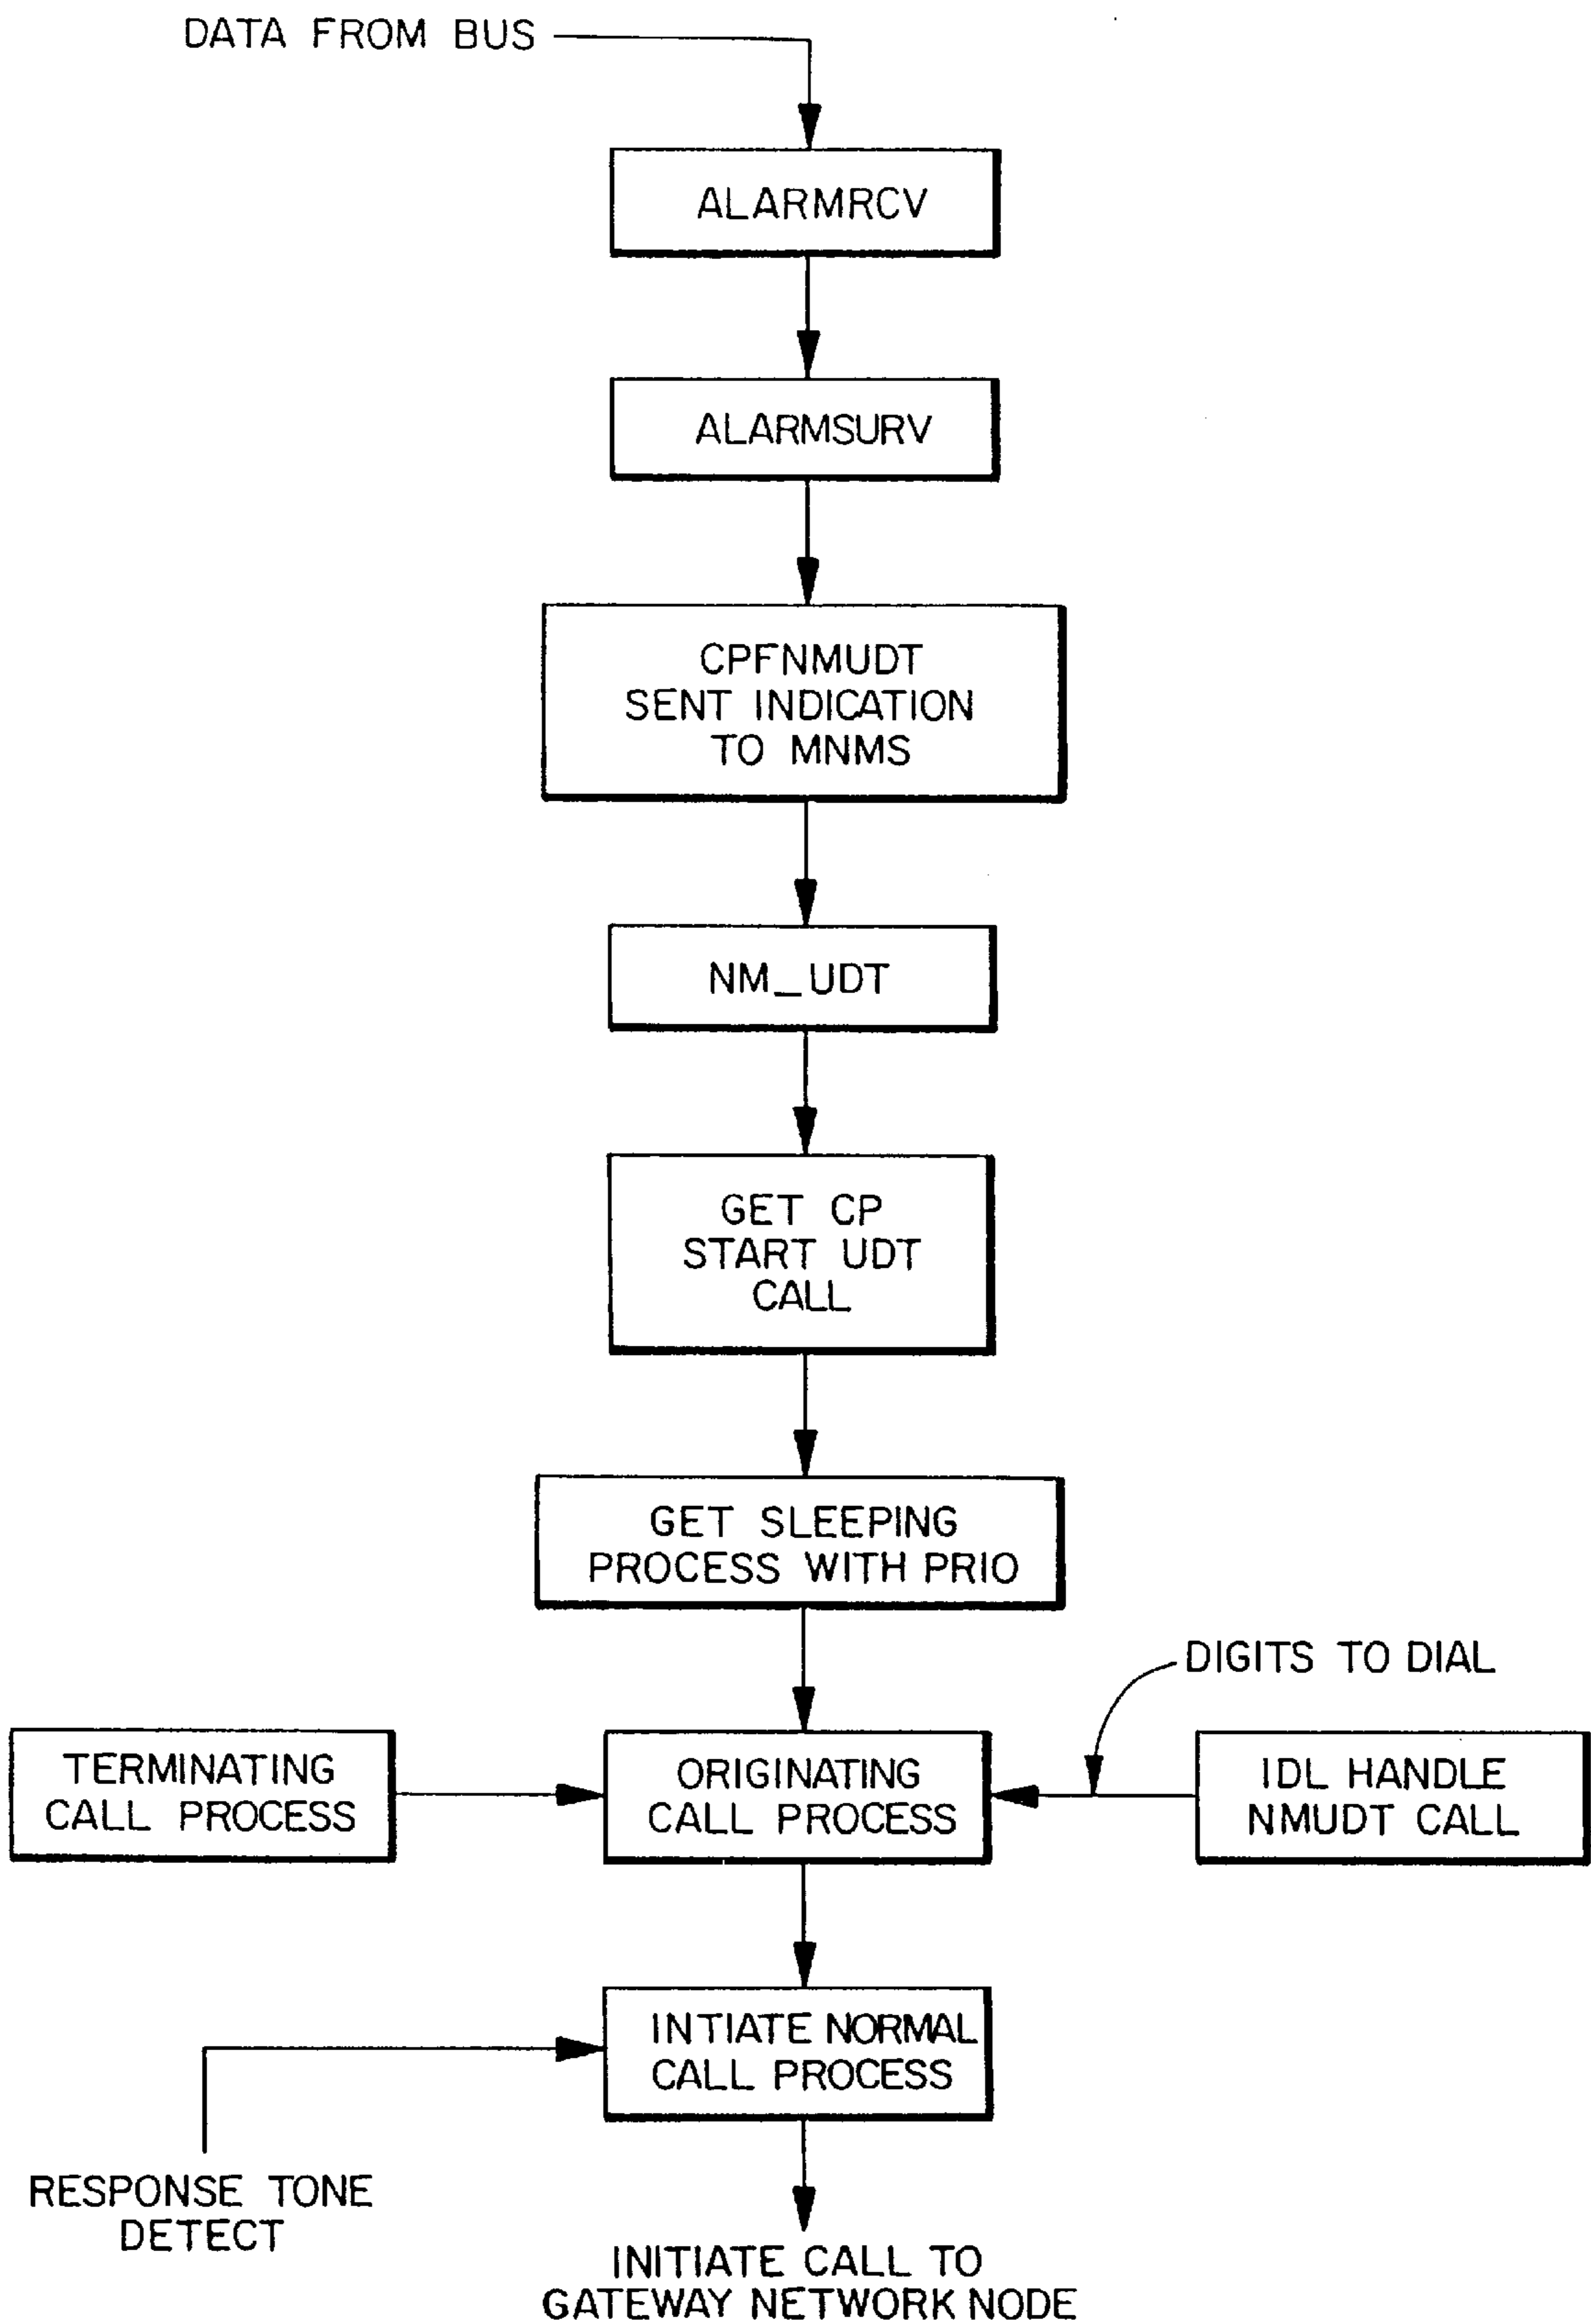 DATA FROM BUS
ALARMRCV
ALARMSURV
CPFNMUDT
SENT INDICATION
TO MNMS
NM_UDT
GET CP
START UDT
CALL
GET SLEEPING
PROCESS WITH PRIO
DIGITS TO DIAL
TERMINATING
CALL PROCESS
ORIGINATING
CALL PROCESS
IDL HANDLE
NMUDT CALL
INTIATE NORMAL
CALL PROCESS
RESPONSE TONE
DETECT
INITIATE CALL TO
GATEWAY NETWORK NODE